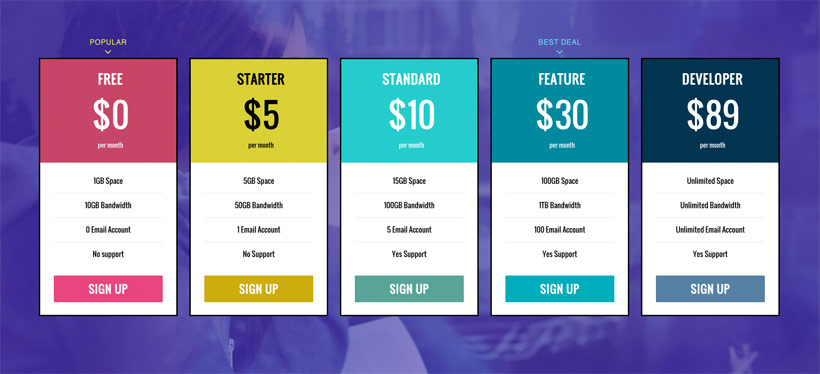 POPULAR
FREE
$0
per month
1GB Space
10GB Bandwidth
0 Email Account
No support
SIGN UP
STARTER
$5
per month
5GB Space
50GB Bandwidth
1 Email Account
No Support
SIGN UP
STANDARD
$10
per month
15GB Space
100GB Bandwidth
5 Email Account
Yes Support
SIGN UP
BEST DEAL
FEATURE
$30
per month
100GB Space
1TB Bandwidth
100 Email Account
Yes Support
SIGN UP
DEVELOPER
$89
per month
Unlimited Space
Unlimited Bandwidth
Unlimited Email Account
Yes Support
SIGN UP